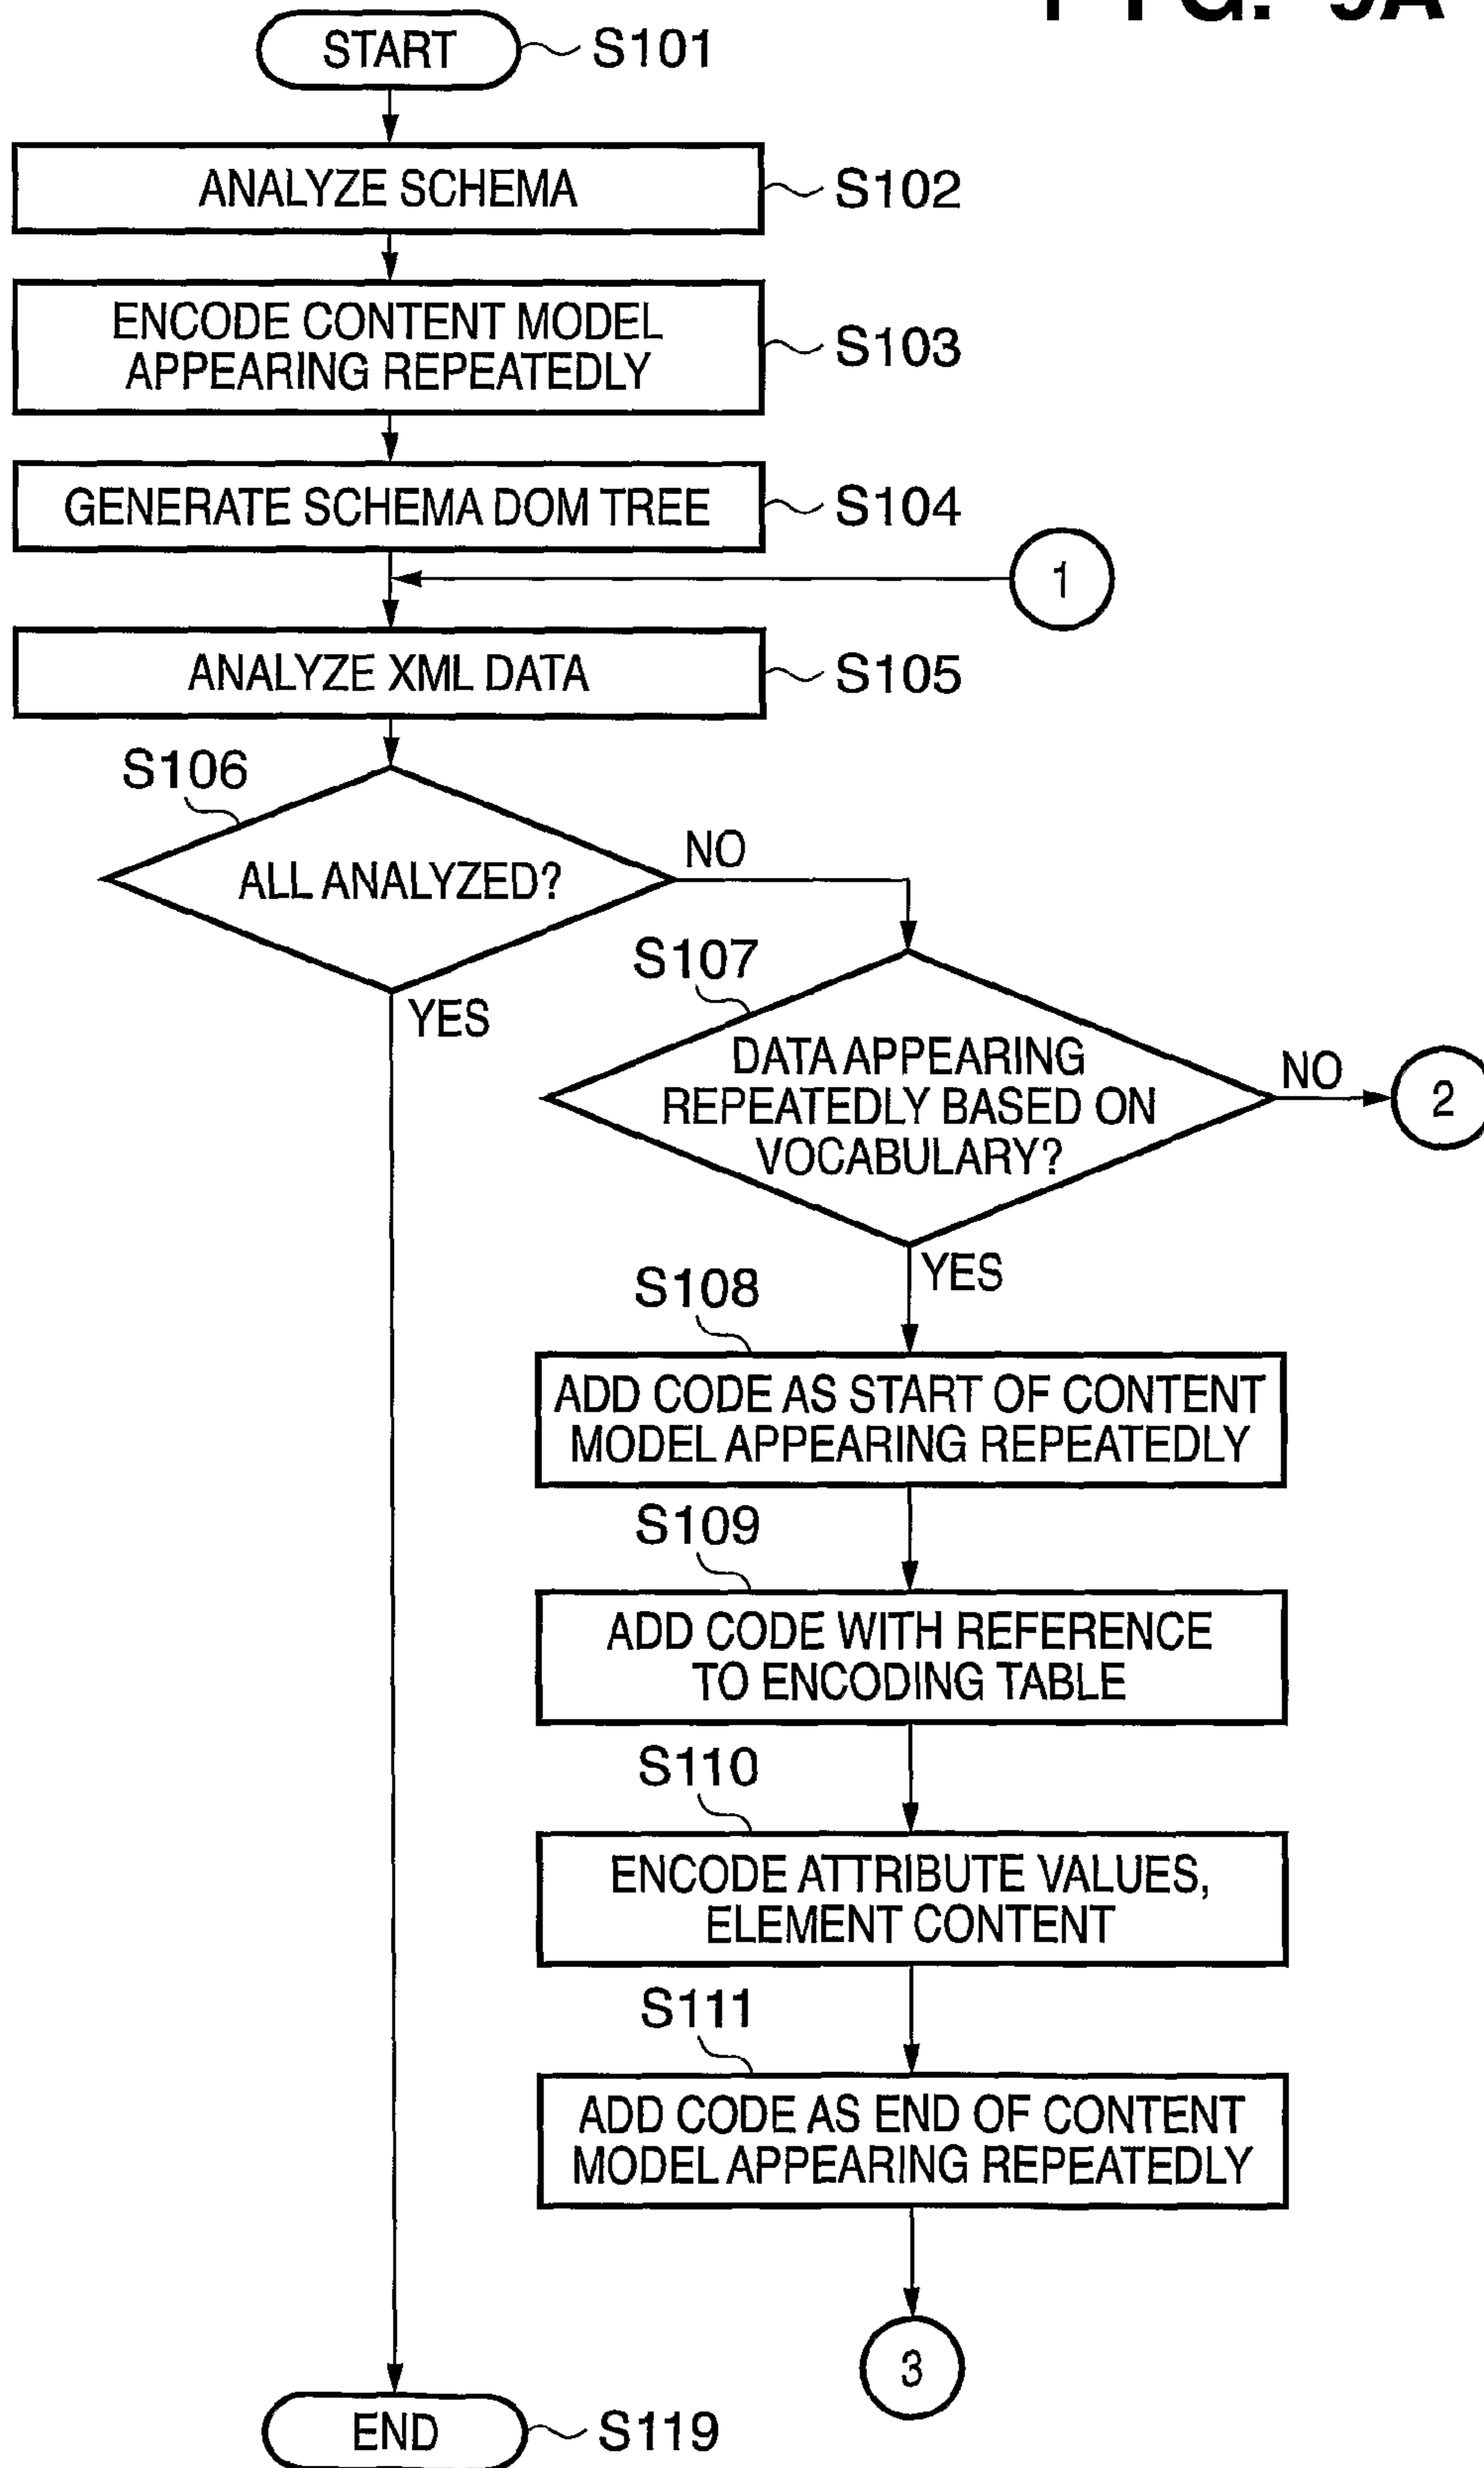 FIG. 9A
START
S101
ANALYZE SCHEMA
S102
ENCODE CONTENT MODEL
APPEARING REPEATEDLY
S103
GENERATE SCHEMA DOM TREE
S104
1
ANALYZE XML DATA
S105
S106
ALL ANALYZED?
NO
YES
S107
DATA APPEARING
REPEATEDLY BASED ON
VOCABULARY?
NO
2
YES
S108
ADD CODE AS START OF CONTENT
MODEL APPEARING REPEATEDLY
S109
ADD CODE WITH REFERENCE
TO ENCODING TABLE
S110
ENCODE ATTRIBUTE VALUES,
ELEMENT CONTENT
S111
ADD CODE AS END OF CONTENT
MODEL APPEARING REPEATEDLY
3
END
S119